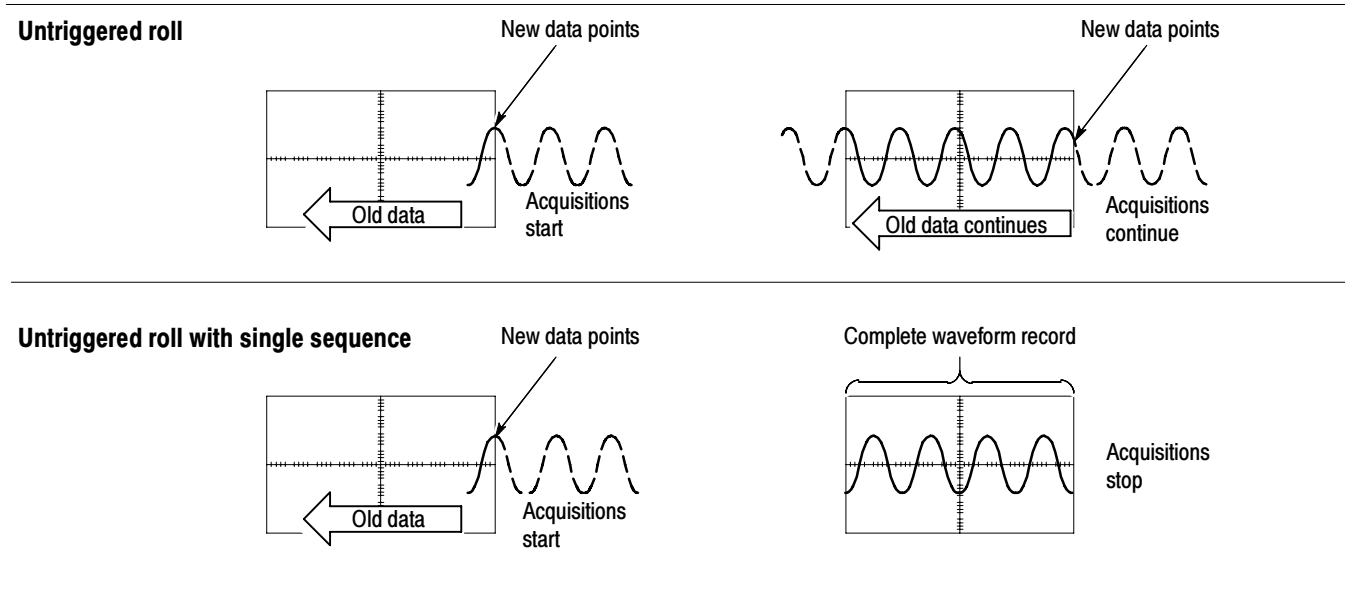 Untriggered roll
New data points
New data points
Old data
Acquisitions
start
Old data continues
Acquisitions
continue
Untriggered roll with single sequence
New data points
Complete waveform record
Old data
Acquisitions
start
Acquisitions
stop